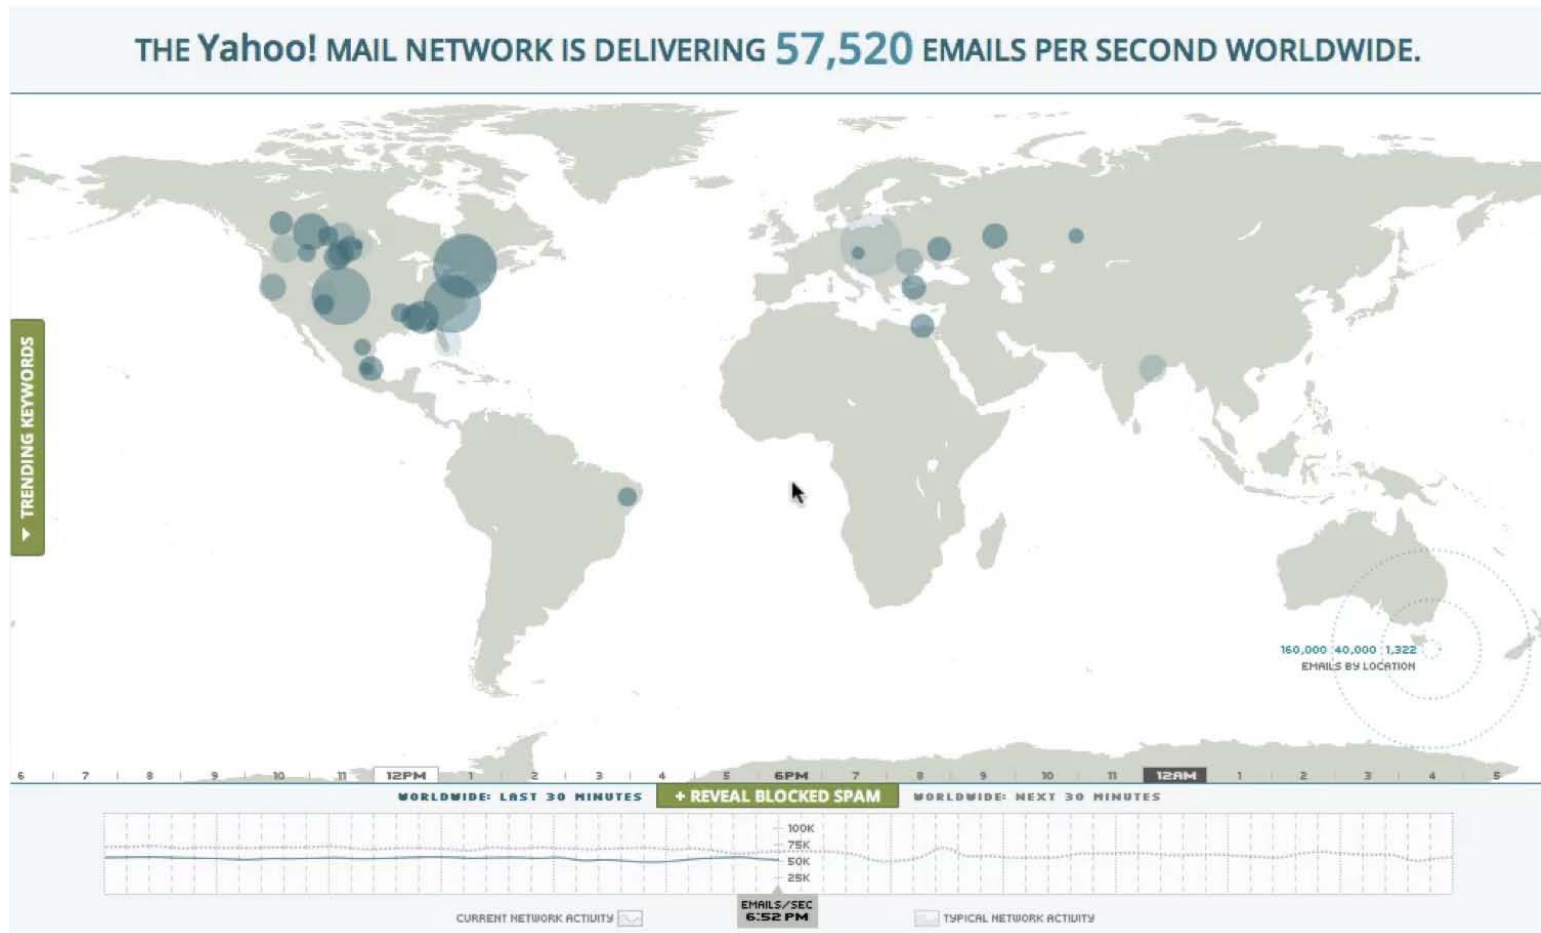 THE Yahoo! MAIL NETWORK IS DELIVERING 57,520 EMAILS PER SECOND WORLDWIDE.
TRENDING KEYWORDS
160,000 40,000 1,322
EMAILS BY LOCATION
6 7 8 9 10 11 12PM 1 2 3 4 5 6PM 7 8 9 10 11 12AM 1 2 3 4 5
WORLDWIDE: LAST 30 MINUTES + REVEAL BLOCKED SPAM WORLDWIDE: NEXT 30 MINUTES
100K
75K
50K
25K
EMAILS/SEC
6:52 PM
CURRENT NETWORK ACTIVITY
TYPICAL NETWORK ACTIVITY